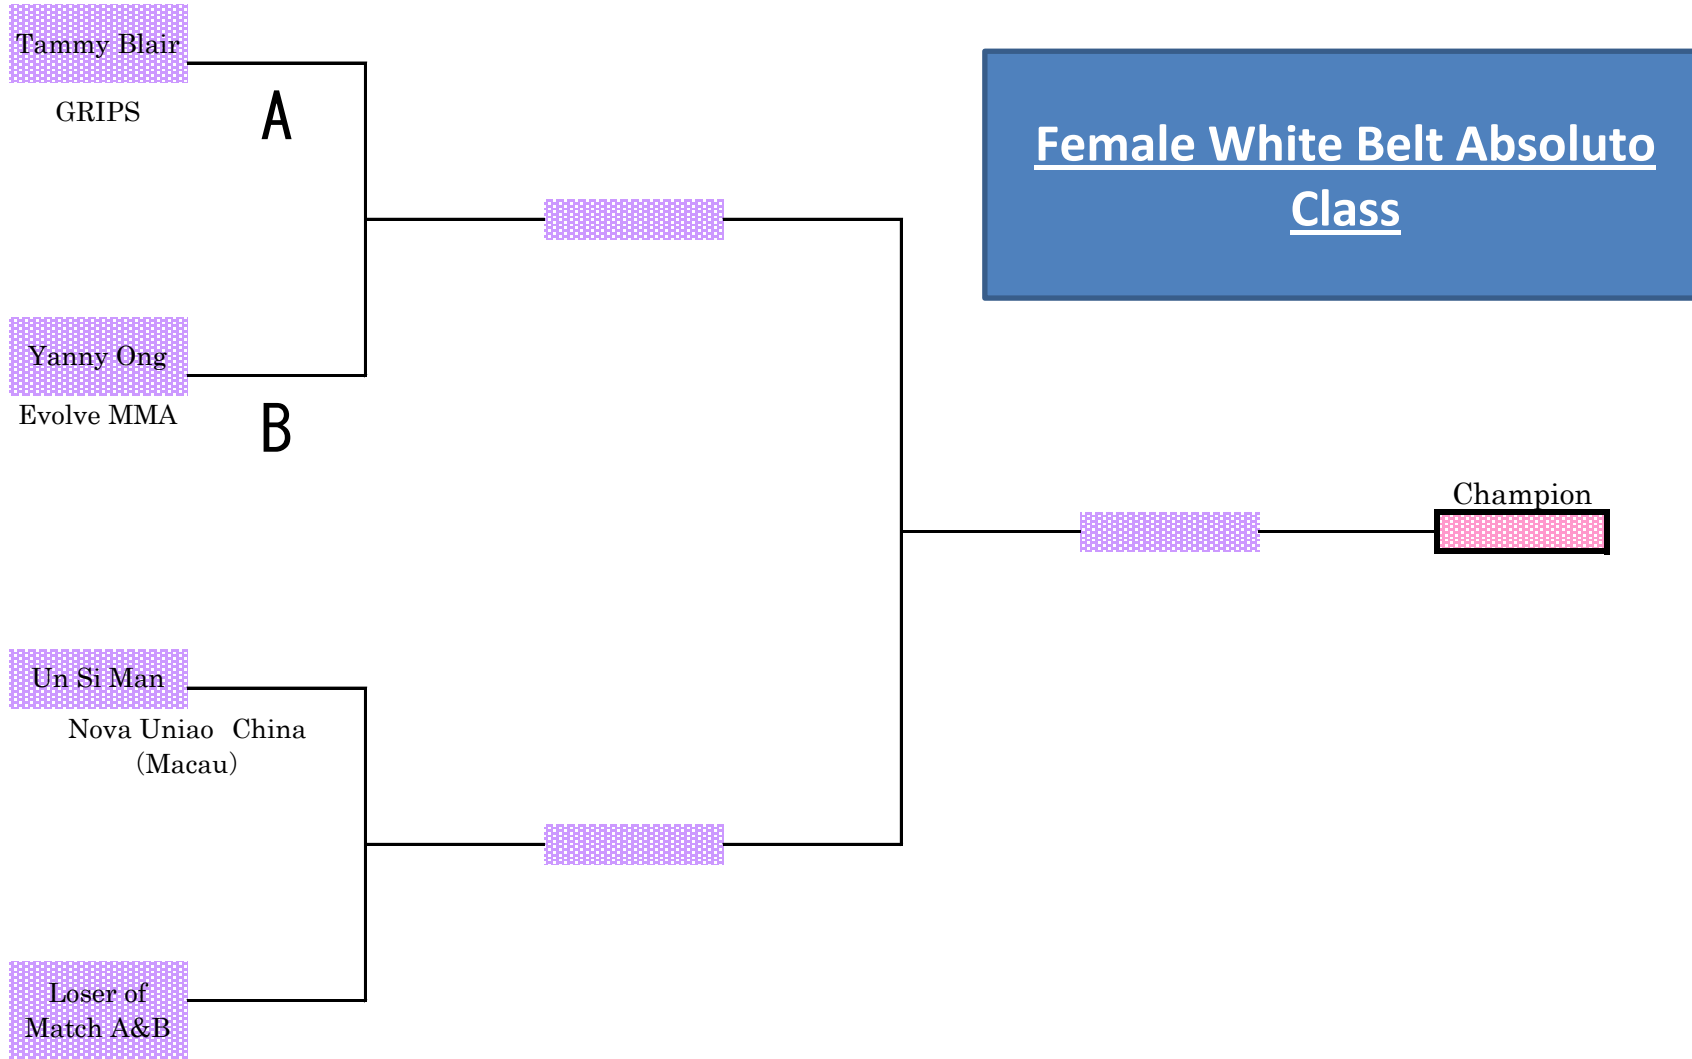 Tammy Blair
GRIPS
A
Female White Belt Absoluto
Class
Yanny Ong
Evolve MMA
B
Champion
Un Si Man
Nova Uniao China
(Macau)
Loser of
Match A&B